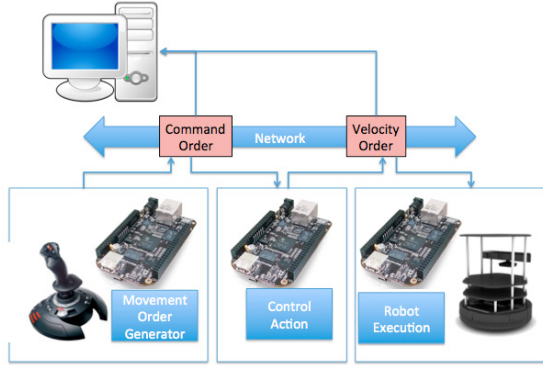 Command
Order
Network
Velocity
Order
Movement
Order
Generator
Control
Action
Robot
Execution